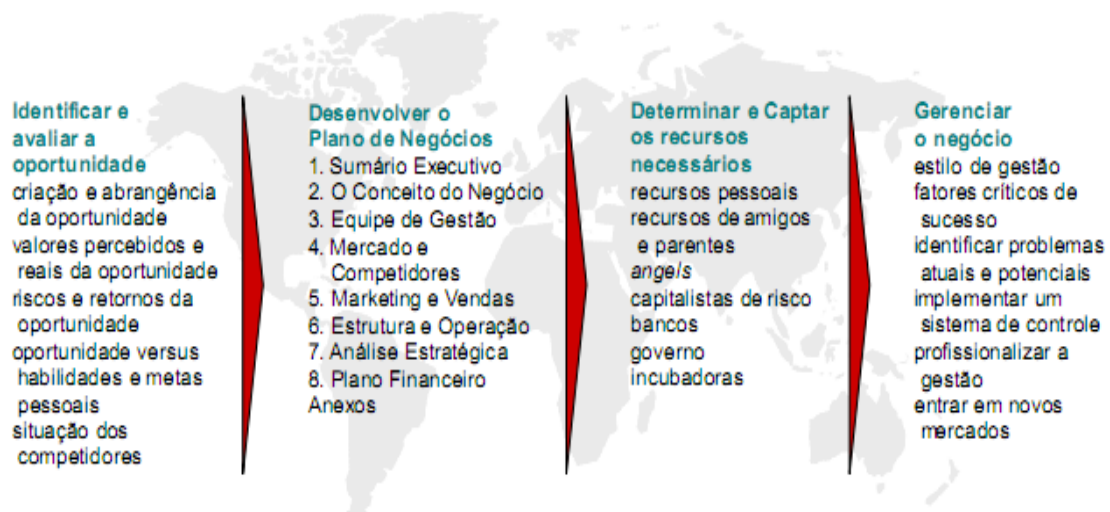 Identificar e
avaliar a
oportunidade
criação e abrangência
da oportunidade
valores percebidos e
reais da oportunidade
riscos e retornos da
oportunidade
oportunidade versus
habilidades e metas
pessoais
situação dos
competidores
Desenvolver o
Plano de Negócios
1. Sumário Executivo
2. O Conceito do Negócio
3. Equipe de Gestão
4. Mercado e
Competidores
5. Marketing e Vendas
6. Estrutura e Operação
7. Análise Estratégica
8. Plano Financeiro
Anexos
Determinar e Captar
os recursos
necessários
recursos pessoais
recursos de amigos
e parentes
angels
capitalistas de risco
bancos
governo
incubadoras
Gerenciar
o negócio
estilo de gestão
fatores críticos de
sucesso
identificar problemas
atuais e potenciais
implementar um
sistema de controle
profissionalizar a
gestão
entrar em novos
mercados